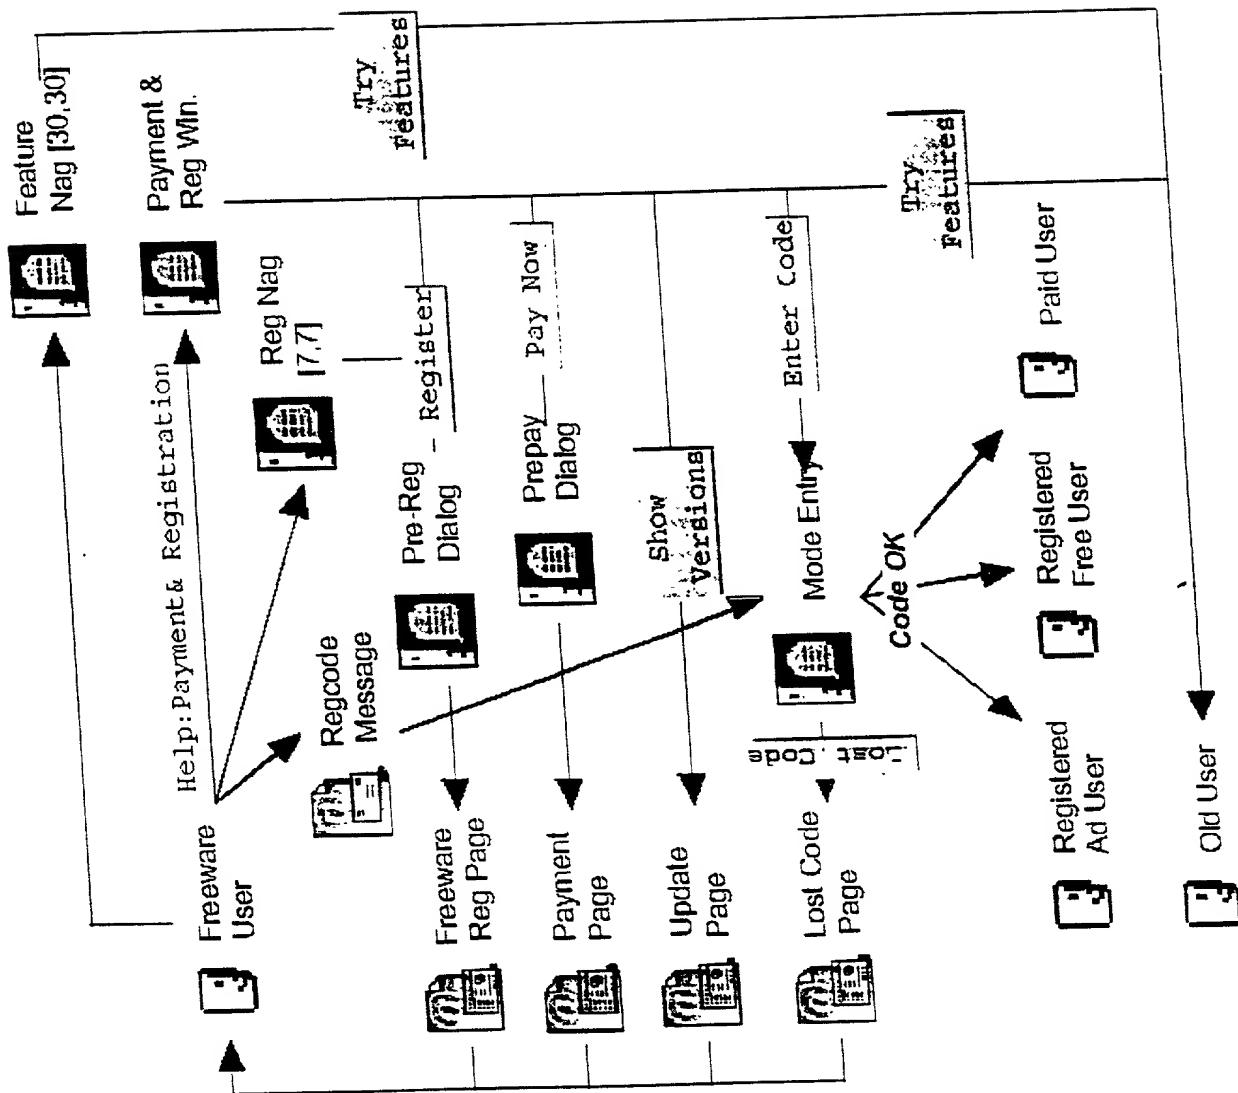 Feature
Nag [30,30]
Payment &
Reg Win.
Try
Features
Help:Payment& Registration
Reg Nag
[7,7]
Register
Pre-Reg
Dialog
Pay Now
Prepay
Dialog
Show
Versions
Enter Code
Mode Entry
Try
Features
Freeware
User
Regcode
Message
Freeware
Reg Page
Payment
Page
Update
Page
Lost Code
Lost Code
Page
Code OK
Paid User
Registered
Free User
Registered
Ad User
Old User